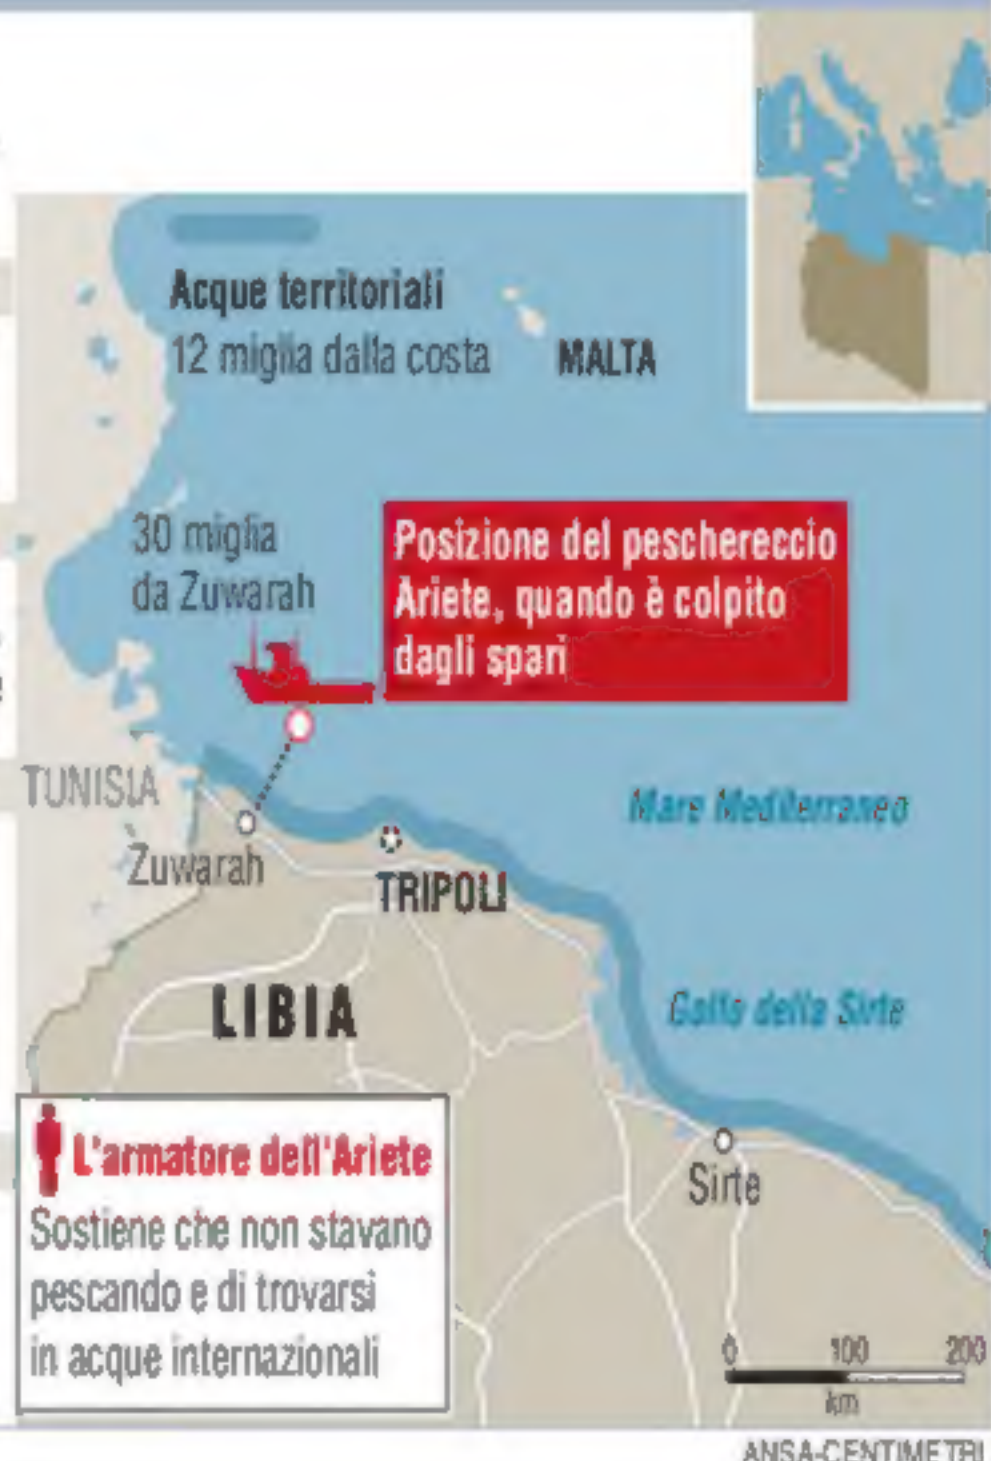 Acque territoriali
12 miglia dalla costa
MALTA
30 miglia
da Zuwarah
Posizione del peschereccio
Ariete, quando è colpito
dagli spari
TUNISIA
Zuwarah
TRIPOLI
Mare Mediterraneo
LIBIA
Golfo della Sirte
L'armatore dell'Ariete
Sostiene che non stavano
pescando e di trovarsi
in acque internazionali
Sirte
0 100 200
km
ANSA-CENTIMETRI